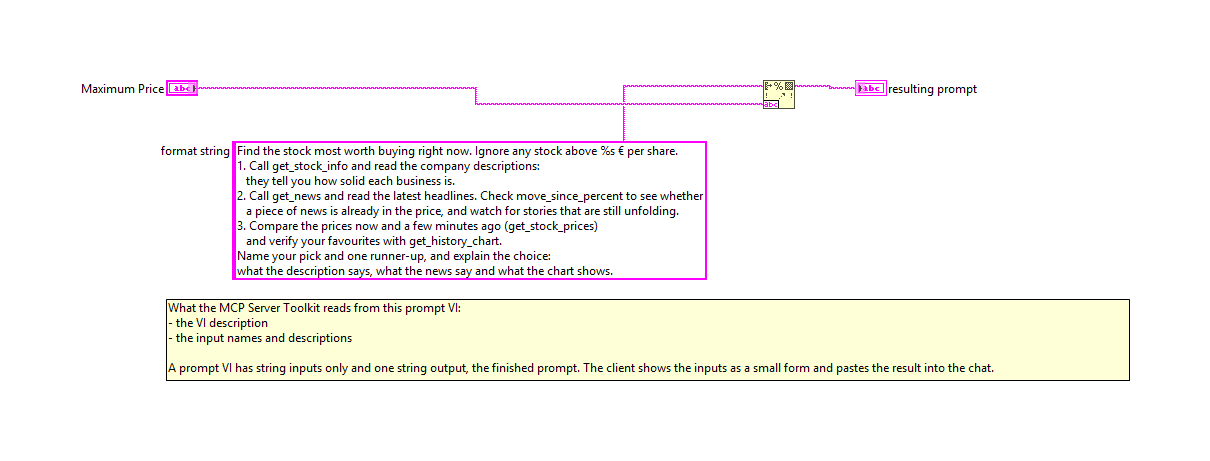 Maximum Price
abc
%
abc
abc
resulting prompt
format string
Find the stock most worth buying right now. Ignore any stock above %s € per share.
1. Call get_stock_info and read the company descriptions:
they tell you how solid each business is.
2. Call get_news and read the latest headlines. Check move_since_percent to see whether
a piece of news is already in the price, and watch for stories that are still unfolding.
3. Compare the prices now and a few minutes ago (get_stock_prices)
and verify your favourites with get_history_chart.
Name your pick and one runner-up, and explain the choice:
what the description says, what the news say and what the chart shows.
What the MCP Server Toolkit reads from this prompt VI:
- the VI description
- the input names and descriptions
A prompt VI has string inputs only and one string output, the finished prompt. The client shows the inputs as a small form and pastes the result into the chat.